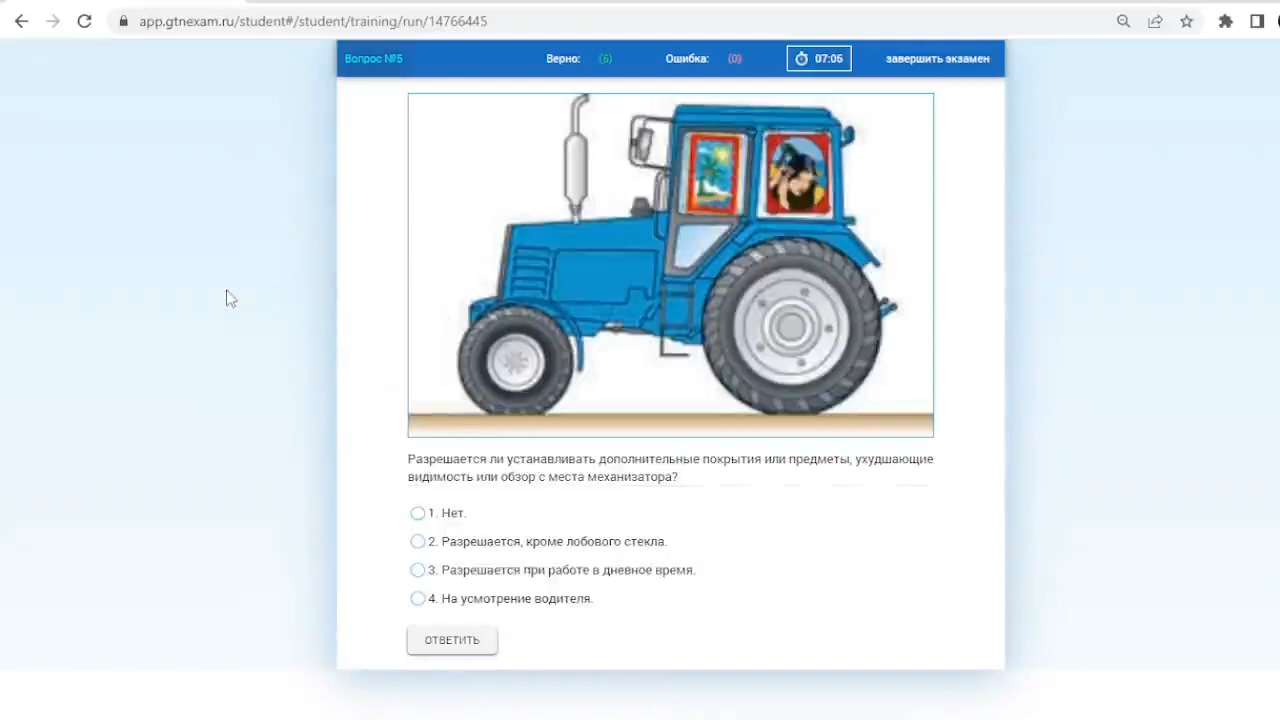 app.gtnexam.ru/student#/student/training/run/14766445
Вопрос №5 Верно: (6) Ошибка: (0) 07:06 завершить экзамен
Разрешается ли устанавливать дополнительные покрытия или предметы, ухудшающие
видимость или обзор с места механизатора?
1. Нет.
2. Разрешается, кроме лобового стекла.
3. Разрешается при работе в дневное время.
4. На усмотрение водителя.
ОТВЕТИТЬ